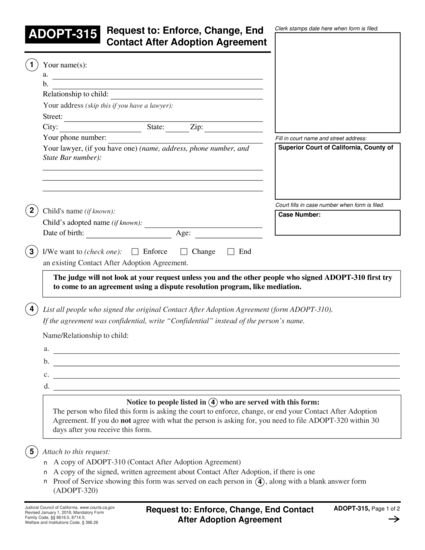 ADOPT-315
Request to: Enforce, Change, End
Contact After Adoption Agreement
Clerk stamps date here when form is filed.
1 Your name(s):
a.
b.
Relationship to child:
Your address (skip this if you have a lawyer):
Street:
City: State: Zip:
Your phone number:
Your lawyer, (if you have one) (name, address, phone number, and
State Bar number):
Fill in court name and street address:
Superior Court of California, County of
Court fills in case number when form is filed.
Case Number:
2 Child's name (if known):
Child's adopted name (if known):
Date of birth: Age:
3 I/We want to (check one): Enforce Change End
an existing Contact After Adoption Agreement.
The judge will not look at your request unless you and the other people who signed ADOPT-310 first try
to come to an agreement using a dispute resolution program, like mediation.
4 List all people who signed the original Contact After Adoption Agreement (form ADOPT-310).
If the agreement was confidential, write “Confidential” instead of the person's name.
Name/Relationship to child:
a.
b.
c.
d.
Notice to people listed in 4 who are served with this form:
The person who filed this form is asking the court to enforce, change, or end your Contact After Adoption
Agreement. If you do not agree with what the person is asking for, you need to file ADOPT-320 within 30
days after you receive this form.
5 Attach to this request:
n A copy of ADOPT-310 (Contact After Adoption Agreement)
n A copy of the signed, written agreement about Contact After Adoption, if there is one
n Proof of Service showing this form was served on each person in 4, along with a blank answer form
(ADOPT-320)
Judicial Council of California, www.courts.ca.gov
Revised January 1, 2018, Mandatory Form
Family Code, §§ 8616.5, 8714.5;
Welfare and Institutions Code, § 366.26
Request to: Enforce, Change, End Contact
After Adoption Agreement
ADOPT-315, Page 1 of 2